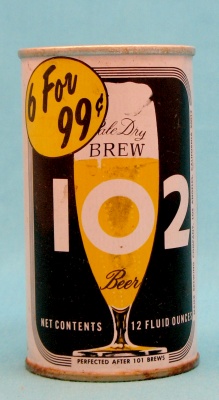 6 For
99¢
Pale Dry
BREW
102
Beer
NET CONTENTS 12 FLUID OUNCES
PERFECTED AFTER 101 BREWS